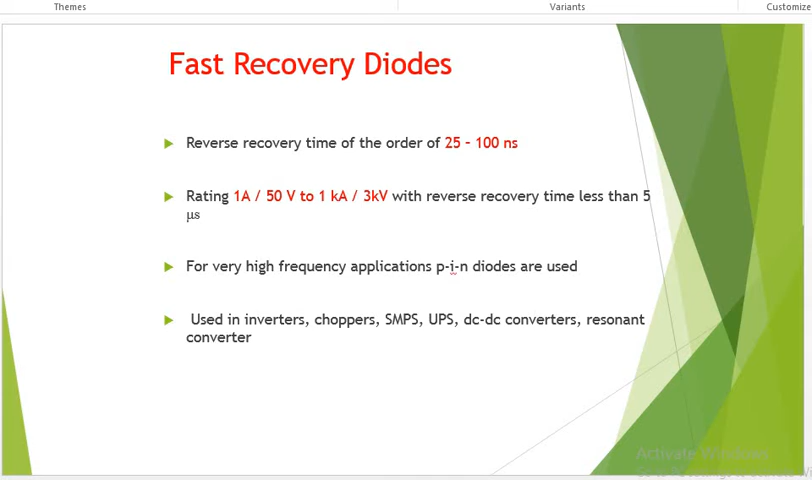 Themes Variants Customize
Fast Recovery Diodes
Reverse recovery time of the order of 25 – 100 ns
Rating 1A / 50 V to 1 kA / 3kV with reverse recovery time less than 5
μs
For very high frequency applications p-i-n diodes are used
Used in inverters, choppers, SMPS, UPS, dc-dc converters, resonant
converter
Activate Windows